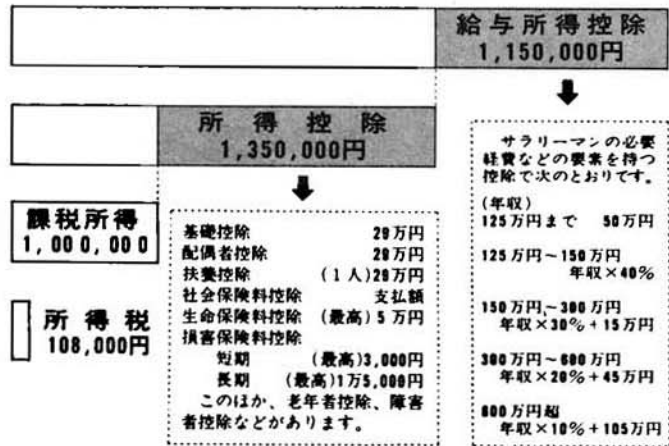 給与所得控除
1,150,000円
所得控除
1,350,000円
課税所得
1,000,000
所得税
108,000円
基礎控除 29万円
配偶者控除 29万円
扶養控除 (1人)29万円
社会保険料控除 支払額
生命保険料控除 (最高)5万円
損害保険料控除
短期 (最高)3,000円
長期 (最高)1万5,000円
このほか、老年者控除、障害
者控除などがあります。
サラリーマンの必要
経費などの要素を持つ
控除で次のとおりです。
(年収)
125万円まで 50万円
125万円~150万円
年収×40%
150万円~300万円
年収×30%+15万円
300万円~600万円
年収×20%+45万円
600万円超
年収×10%+105万円